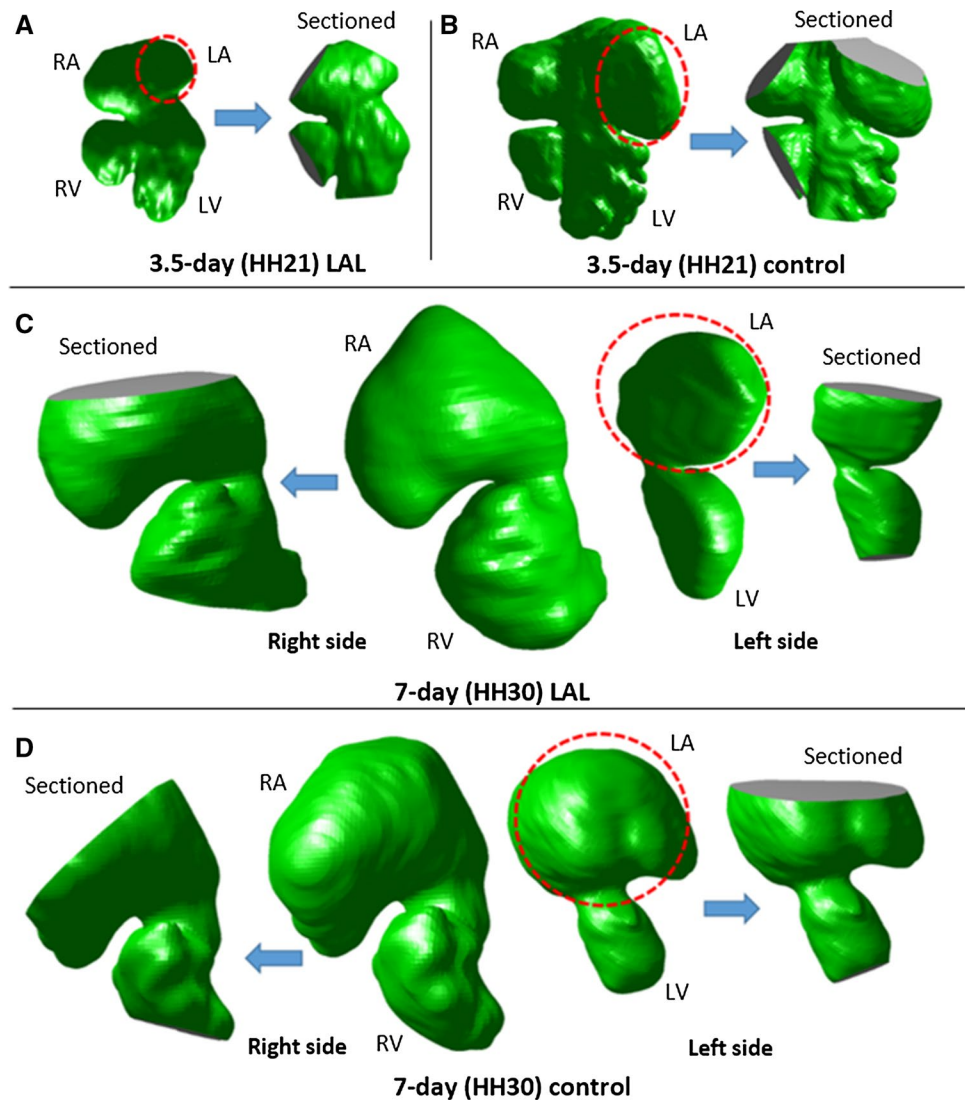 A
RA
LA
Sectioned
RV
LV
3.5-day (HH21) LAL
B
RA
LA
Sectioned
RV
LV
3.5-day (HH21) control
C
Sectioned
RA
LA
Sectioned
Right side
RV
LV
Left side
7-day (HH30) LAL
D
Sectioned
RA
LA
Sectioned
Right side
RV
LV
Left side
7-day (HH30) control